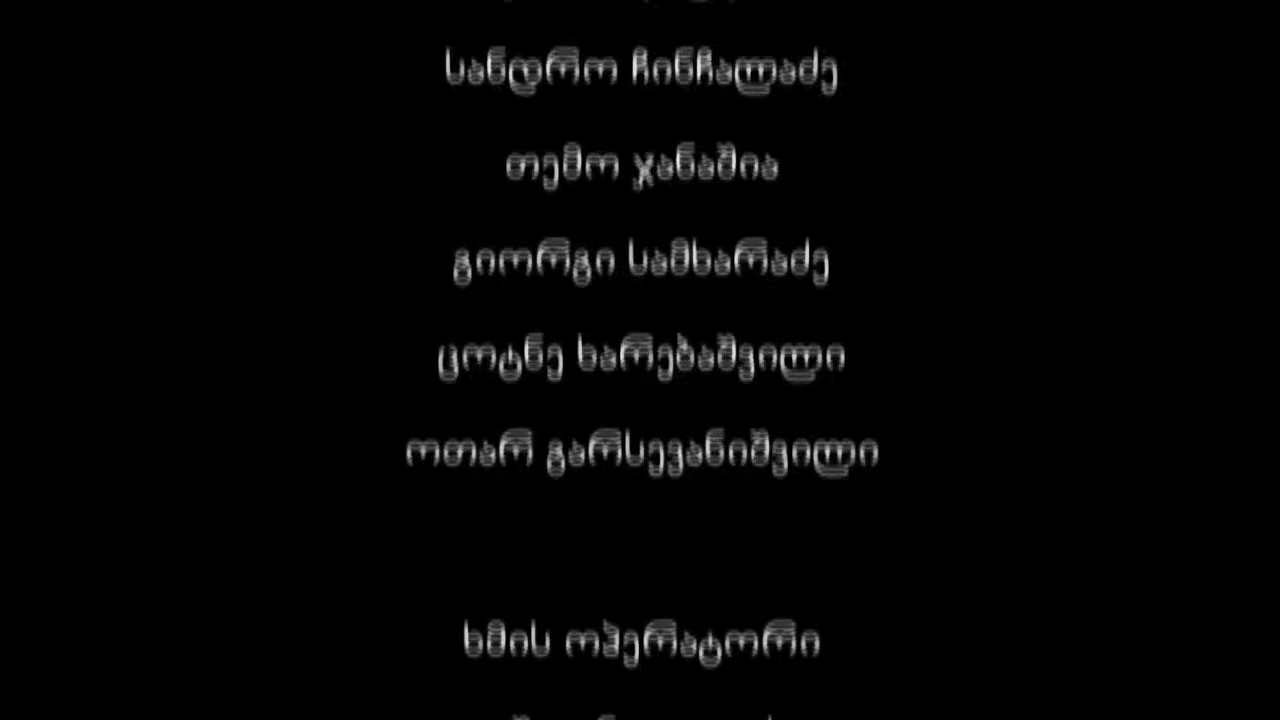 სანდრო ჩინჩალაძე
თემო ჯანაშია
გიორგი სამხარაძე
ცოტნე ხარებაშვილი
ოთარ გარსევანიშვილი
ხმის ოპერატორი